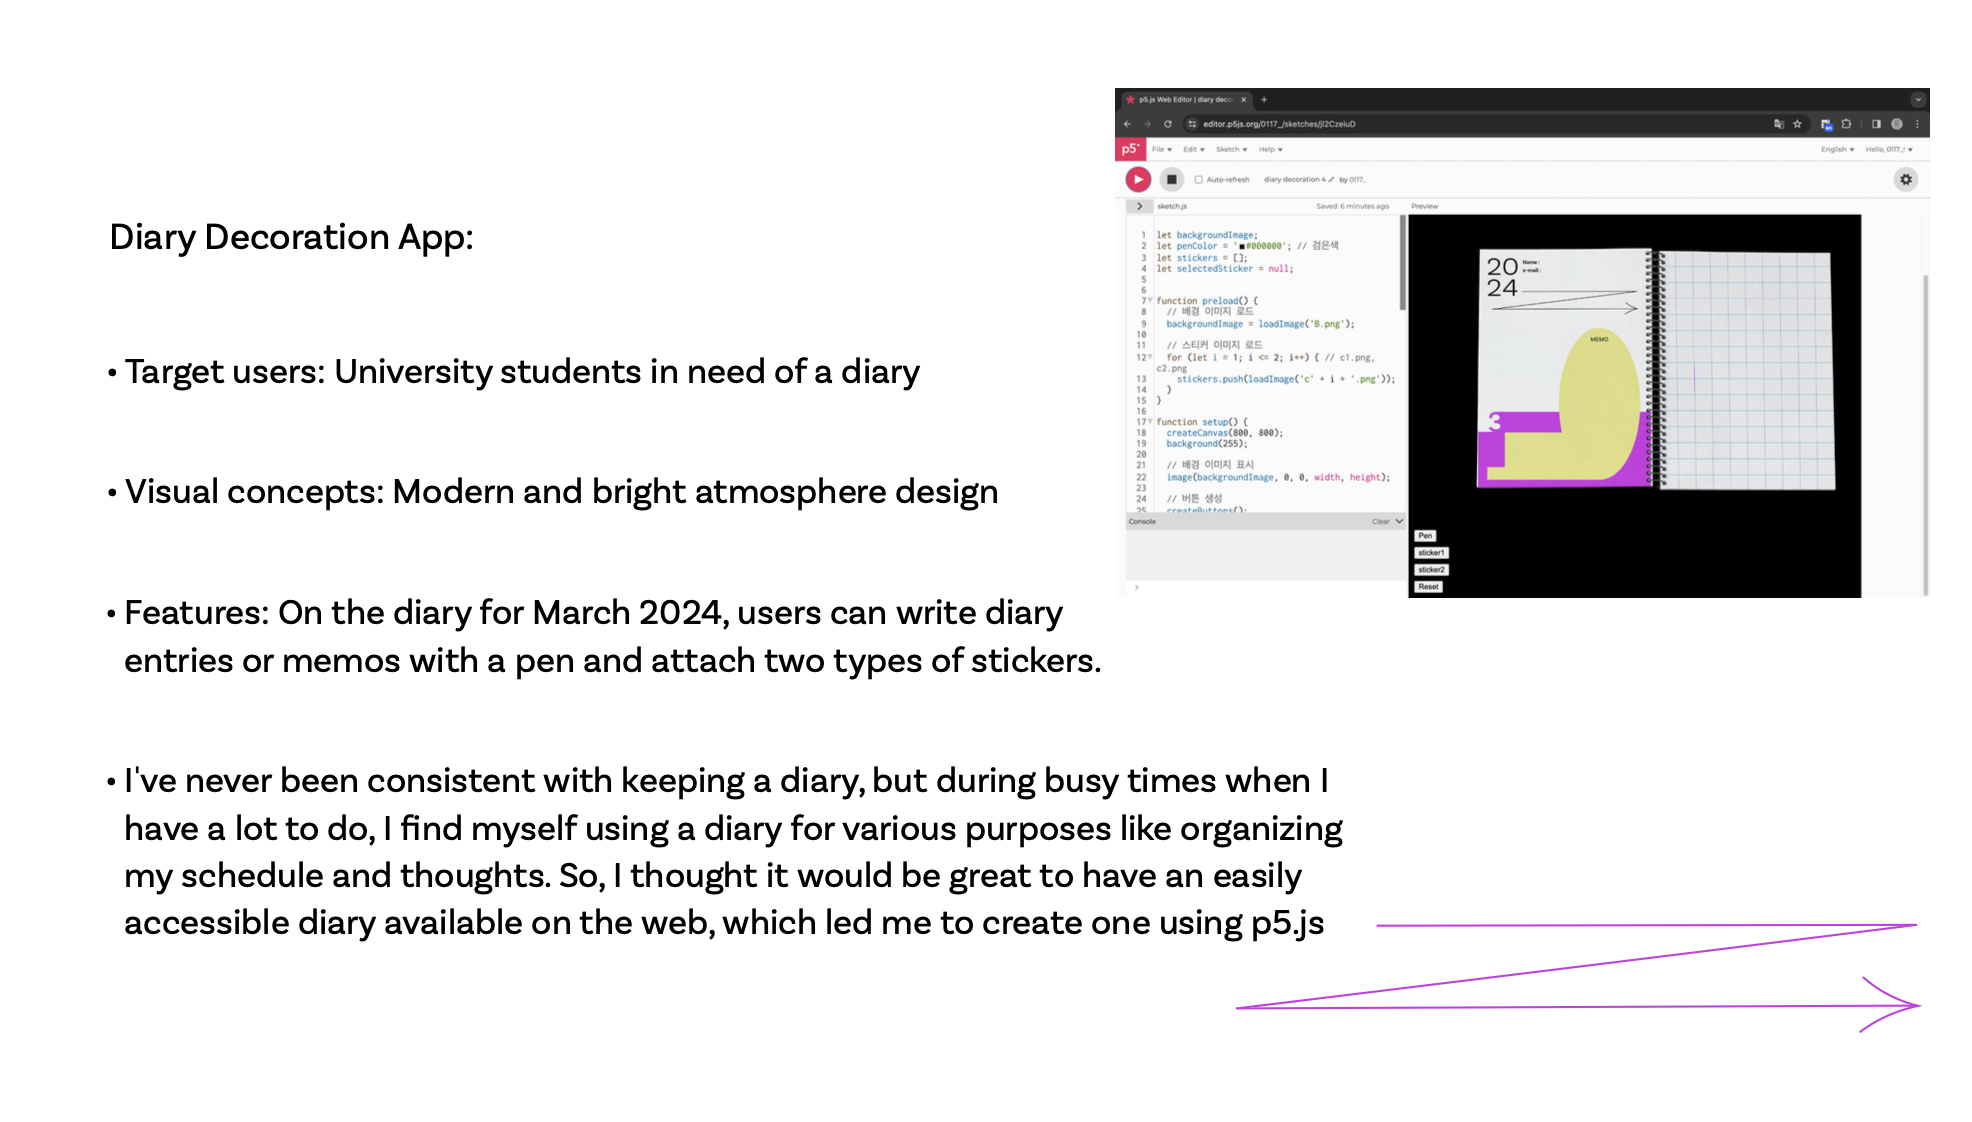 Diary Decoration App:
• Target users: University students in need of a diary
• Visual concepts: Modern and bright atmosphere design
• Features: On the diary for March 2024, users can write diary
entries or memos with a pen and attach two types of stickers.
• I've never been consistent with keeping a diary, but during busy times when I
have a lot to do, I find myself using a diary for various purposes like organizing
my schedule and thoughts. So, I thought it would be great to have an easily
accessible diary available on the web, which led me to create one using p5.js
p5.js Web Editor | diary deco
editor.p5js.org/0117_/sketches/jI2CzeiuD
p5* File Edit Sketch Help English Hello, 0117_!
Auto-refresh diary decoration 4 by 0117_
sketch.js Saved: 6 minutes ago Preview
1 let backgroundImage;
2 let penColor = '#000000'; // 검은색
3 let stickers = [];
4 let selectedSticker = null;
5
6
7 function preload() {
8 // 배경 이미지 로드
9 backgroundImage = loadImage('B.png');
10
11 // 스티커 이미지 로드
12 for (let i = 1; i <= 2; i++) { // c1.png,
c2.png
13 stickers.push(loadImage('c' + i + '.png'));
14 }
15 }
16
17 function setup() {
18 createCanvas(800, 800);
19 background(255);
20
21 // 배경 이미지 표시
22 image(backgroundImage, 0, 0, width, height);
23
24 // 버튼 생성
25 createButtons();
Console Clear
20
24
Name :
e-mail :
MEMO
3
Pen
sticker1
sticker2
Reset